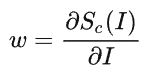 w = ∂S_c(I) / ∂I